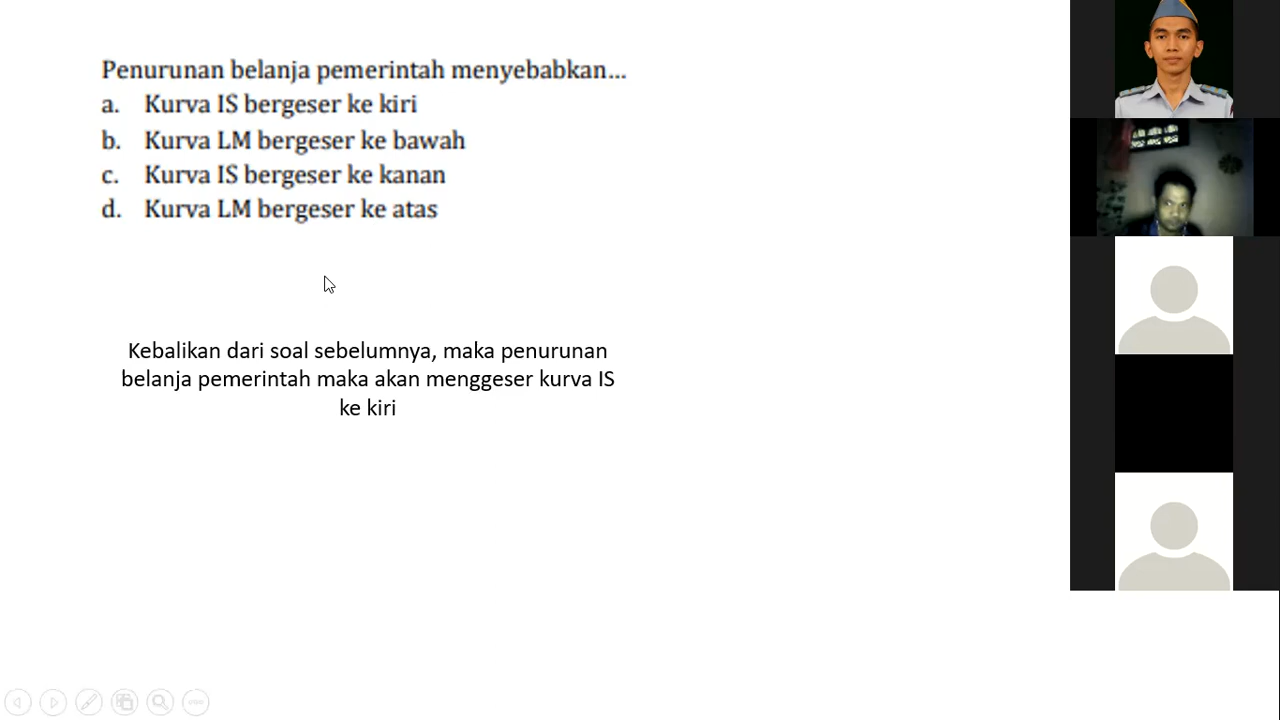 Penurunan belanja pemerintah menyebabkan...
a. Kurva IS bergeser ke kiri
b. Kurva LM bergeser ke bawah
c. Kurva IS bergeser ke kanan
d. Kurva LM bergeser ke atas
Kebalikan dari soal sebelumnya, maka penurunan
belanja pemerintah maka akan menggeser kurva IS
ke kiri